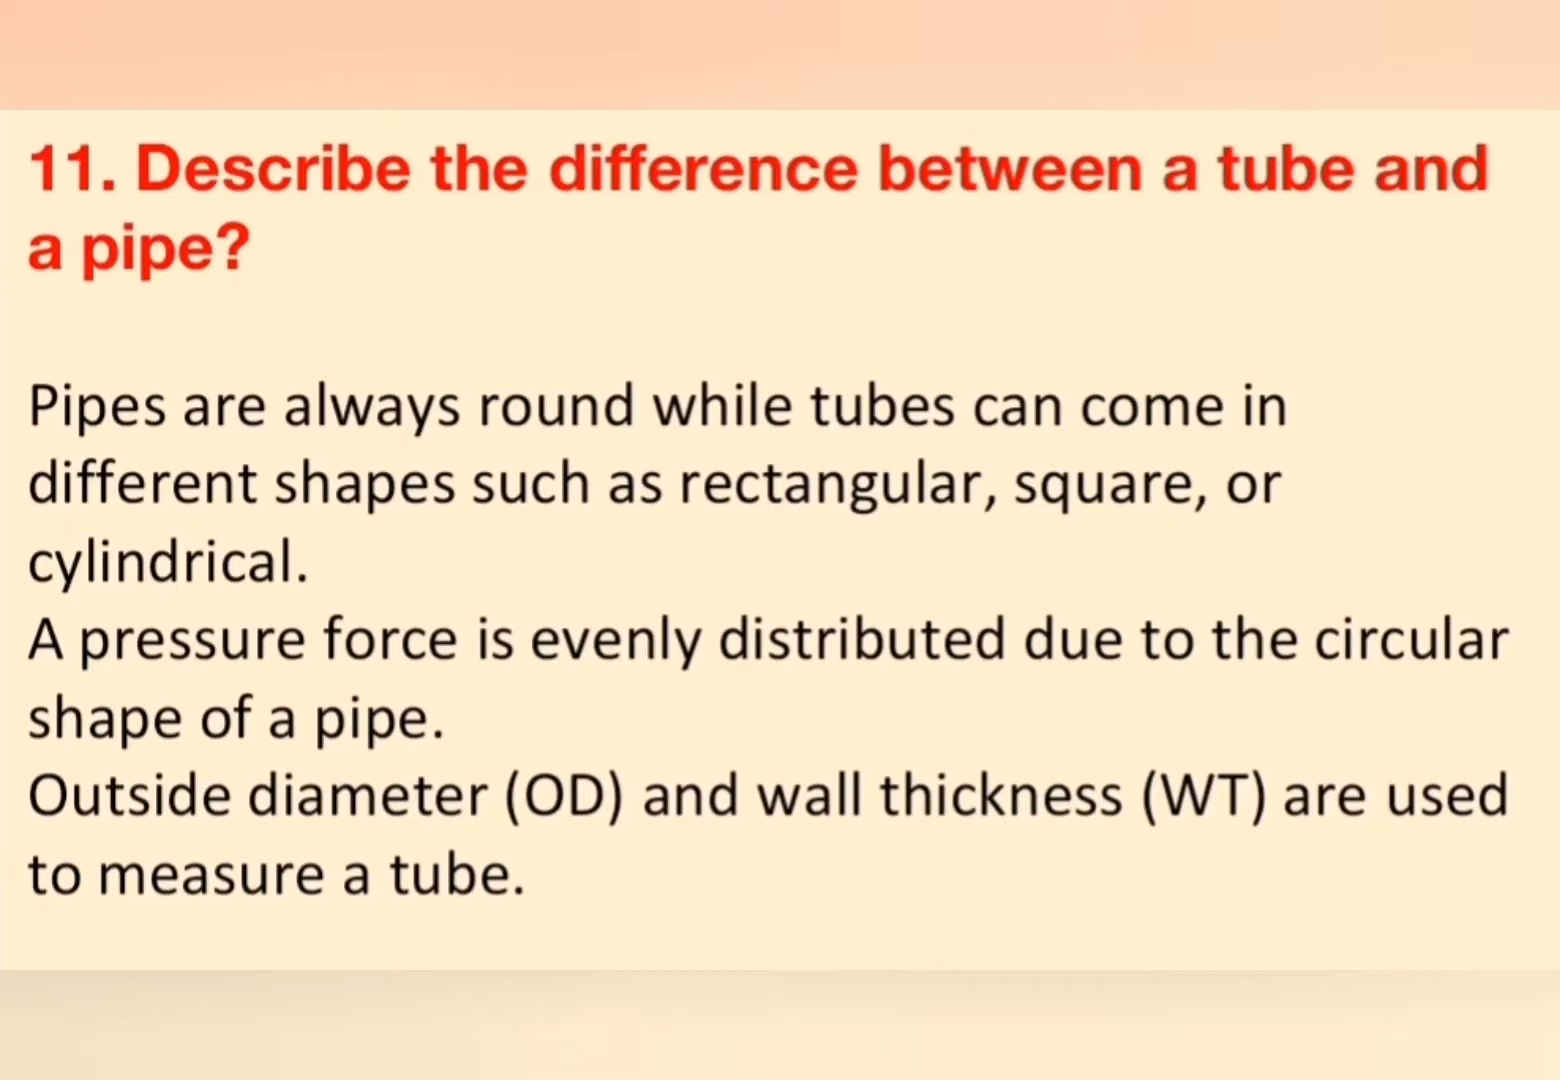 11. Describe the difference between a tube and
a pipe?
Pipes are always round while tubes can come in
different shapes such as rectangular, square, or
cylindrical.
A pressure force is evenly distributed due to the circular
shape of a pipe.
Outside diameter (OD) and wall thickness (WT) are used
to measure a tube.